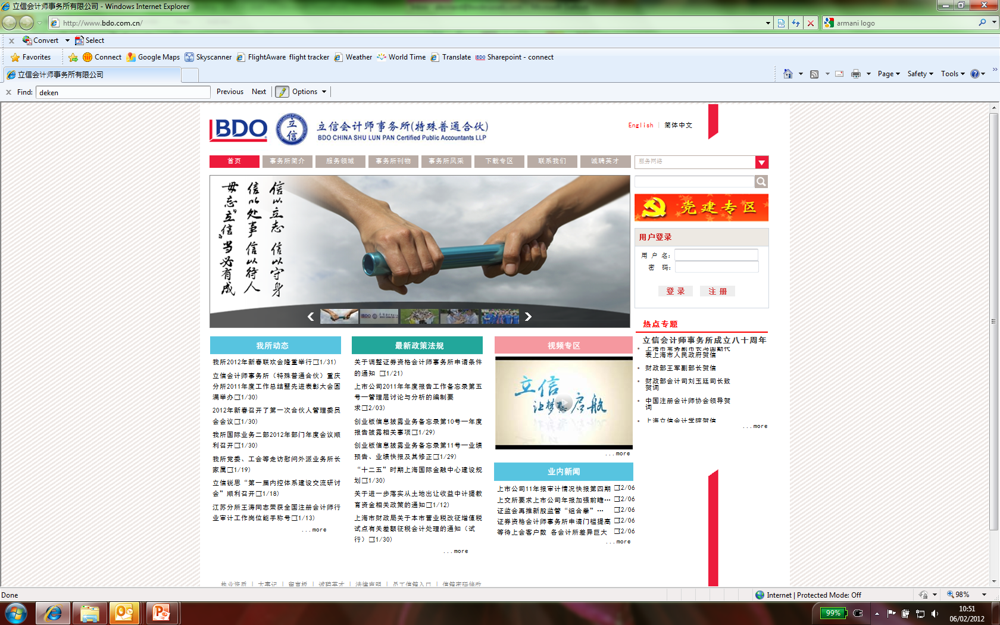 立信会计师事务所有限公司 - Windows Internet Explorer
http://www.bdo.com.cn/
armani logo
Convert
Select
Favorites
Connect
Google Maps
Skyscanner
FlightAware flight tracker
Weather
World Time
Translate
BDO Sharepoint - connect
立信会计师事务所有限公司
Page
Safety
Tools
Find: deken
Previous
Next
Options
BDO
立信
立信会计师事务所(特殊普通合伙)
BDO CHINA SHU LUN PAN Certified Public Accountants LLP
English | 简体中文
首页
事务所简介
服务领域
事务所刊物
事务所风采
下载专区
联系我们
诚聘英才
服务网络
信以立志 信以守身
信以处事 信以待人
毋忘立信 当必有成
党建专区
用户登录
用 户 名:
密 码:
登 录
注 册
热点专题
立信会计师事务所成立八十周年
上海市常务副市长冯国勤代
表上海市人民政府贺信
财政部王军副部长贺信
财政部会计司刘玉廷司长致
贺词
中国注册会计师协会领导贺
词
上海立信会计学院贺信
...more
我所动态
我所2012年新春联欢会隆重举行□1/31)
立信会计师事务所（特殊普通合伙）重庆
分所2011年度工作总结暨先进表彰大会圆
满举办□1/30)
2012年新春召开了第一次合伙人管理委员
会会议□1/30)
我所国际业务二部2012年部门年度会议顺
利召开□1/30)
我所党委、工会等走访慰问外派业务所长
家属□1/19)
立信锐思“第一届内控体系建设交流研讨
会”顺利召开□1/18)
江苏分所王涛同志荣获全国注册会计师行
业审计工作岗位能手称号□1/13)
...more
最新政策法规
关于调整证券资格会计师事务所申请条件
的通知 □1/21)
上市公司2011年年度报告工作备忘录第五
号—管理层讨论与分析的编制要
求□2/03)
创业板信息披露业务备忘录第10号—年度
报告披露相关事项□1/29)
创业板信息披露业务备忘录第11号—业绩
预告、业绩快报及其修正□1/29)
“十二五”时期上海国际金融中心建设规
划□1/30)
关于进一步落实从土地出让收益中计提教
育资金相关政策的通知□1/12)
上海市财政局关于本市营业税改征增值税
试点有关差额征税会计处理的通知（试
行）□1/30)
...more
视频专区
立信
让梦想启航
...more
业内新闻
上市公司11年报审计情况快报第四期 □2/06
上交所要求上市公司年报加强前瞻… □2/06
证监会再推新股监管“组合拳”… □2/06
证券资格会计师事务所申请门槛提高 □2/06
等待上会客户数 各会计所差异巨大 □2/06
...more
执业资质 | 大事记 | 留言板 | 诚聘英才 | 法律声明 | 员工信箱入口 | 信箱密码修改
Done
Internet | Protected Mode: Off
98%
99%
10:51
06/02/2012